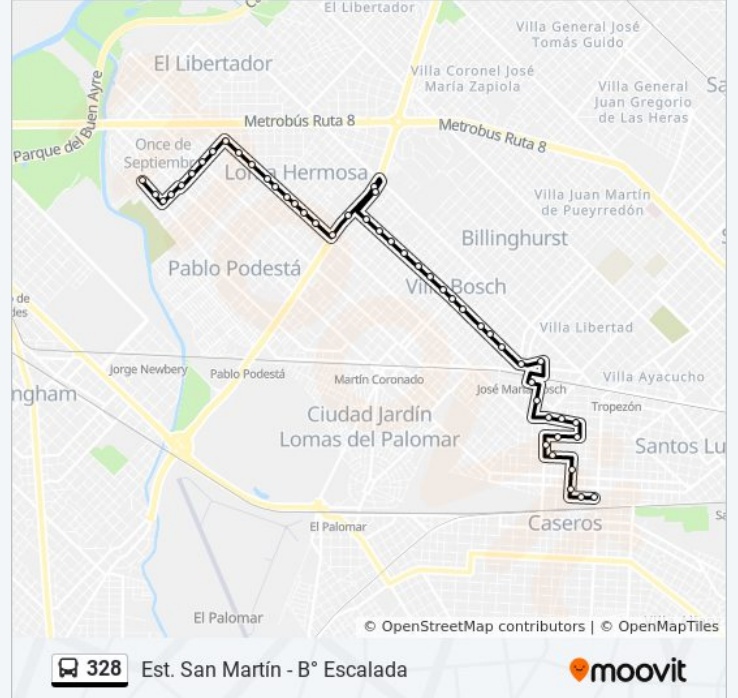 El Libertador
Villa General José
Tomás Guido
El Libertador
Villa Coronel José
María Zapiola
Villa General
Juan Gregorio
de Las Heras
Parque del Buen Ayre
Metrobús Ruta 8
Metrobus Ruta 8
Once de
Septiembre
Loma Hermosa
Villa Juan Martín
de Pueyrredón
Billinghurst
Pablo Podestá
Villa Bosch
de
Villa Libertad
Jorge Newbery
Pablo Podestá
Martín Coronado
José María Bosch
Villa Ayacucho
ngham
Tropezón
Ciudad Jardín
Lomas del Palomar
Santos Lu
El Palomar
Caseros
El Palomar
© OpenStreetMap contributors | © OpenMapTiles
328 Est. San Martín - B° Escalada
moovit